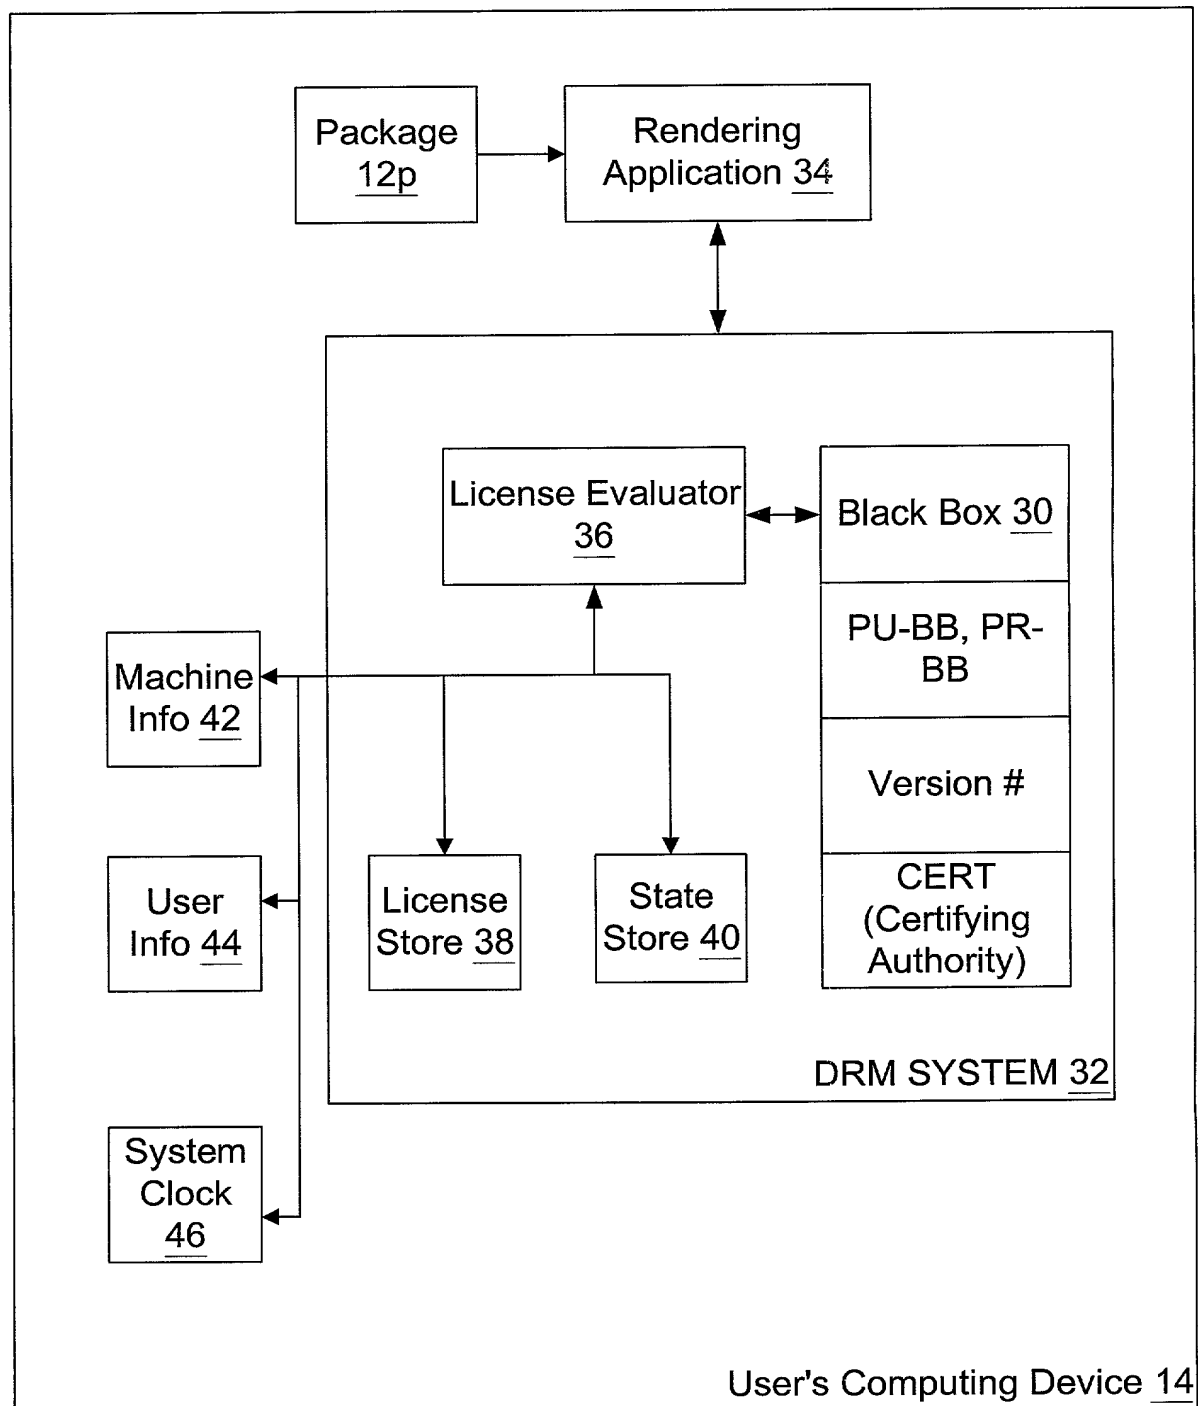 Package
12p
Rendering
Application 34
License Evaluator
36
Black Box 30
PU-BB, PR-
BB
Machine
Info 42
Version #
User
Info 44
License
Store 38
State
Store 40
CERT
(Certifying
Authority)
DRM SYSTEM 32
System
Clock
46
User's Computing Device 14